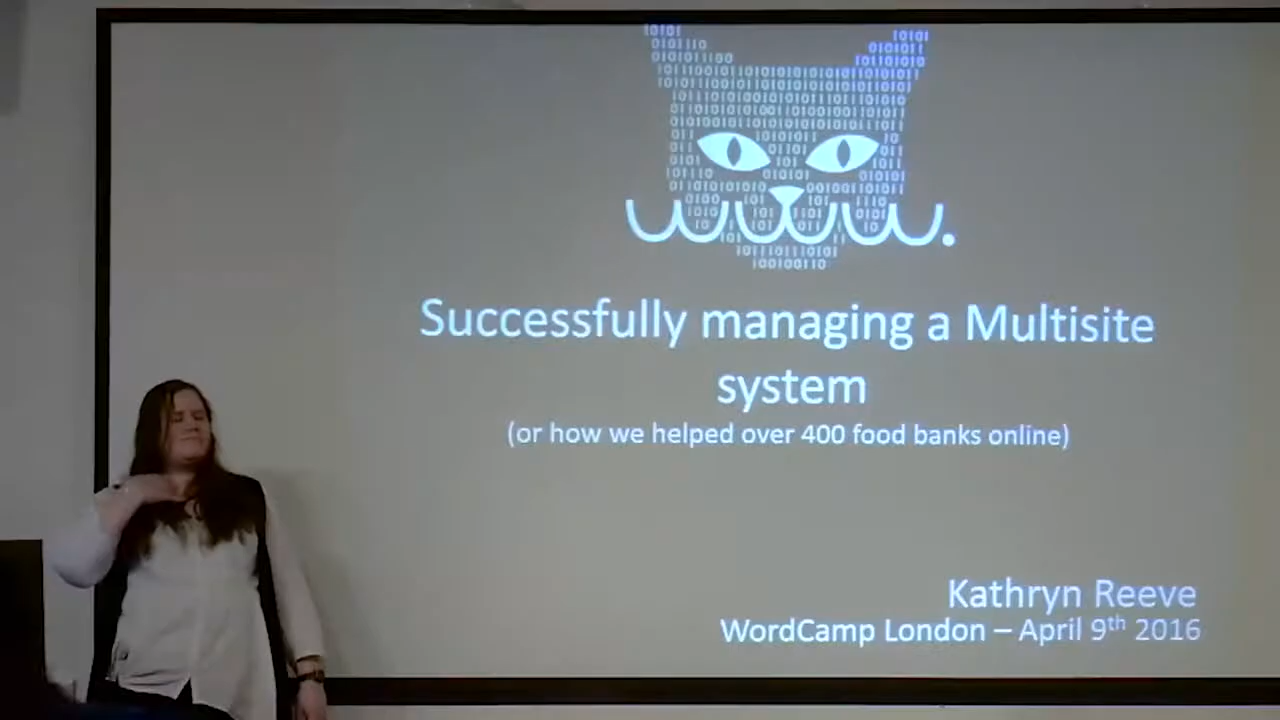 www.
Successfully managing a Multisite
system
(or how we helped over 400 food banks online)
Kathryn Reeve
WordCamp London – April 9th 2016